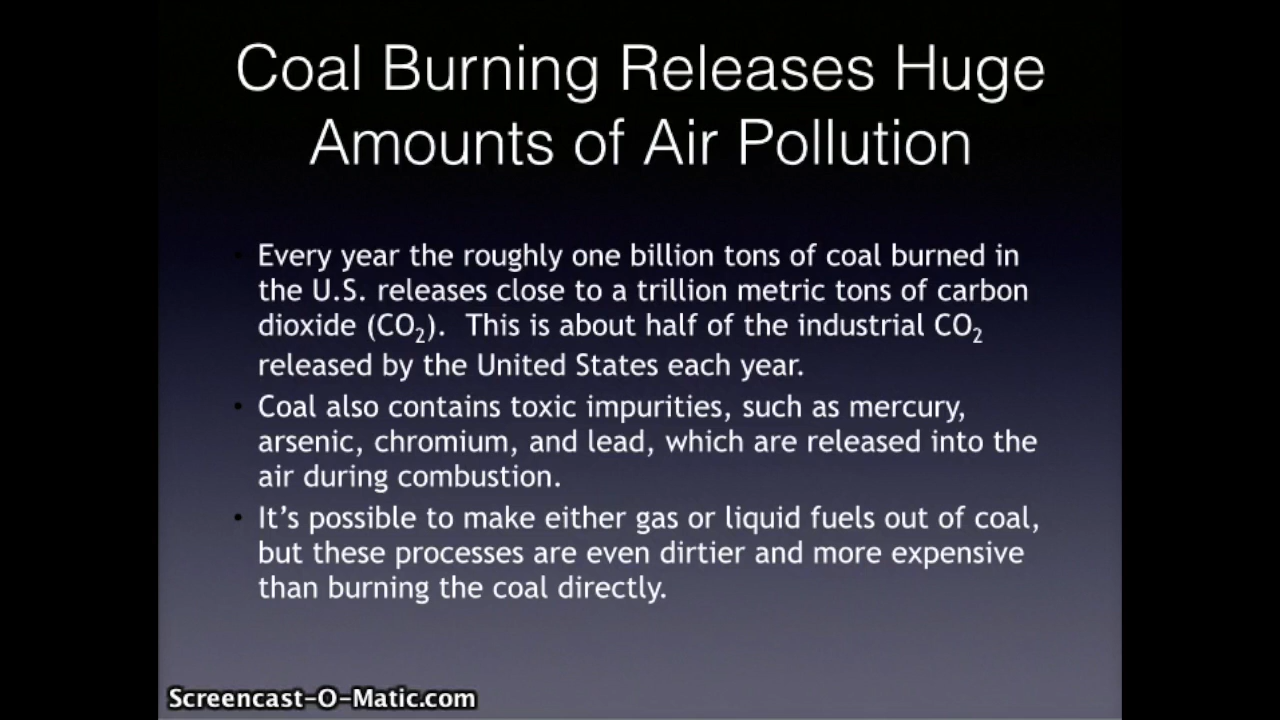 Coal Burning Releases Huge
Amounts of Air Pollution
• Every year the roughly one billion tons of coal burned in
the U.S. releases close to a trillion metric tons of carbon
dioxide (CO₂).  This is about half of the industrial CO₂
released by the United States each year.
• Coal also contains toxic impurities, such as mercury,
arsenic, chromium, and lead, which are released into the
air during combustion.
• It’s possible to make either gas or liquid fuels out of coal,
but these processes are even dirtier and more expensive
than burning the coal directly.
Screencast-O-Matic.com